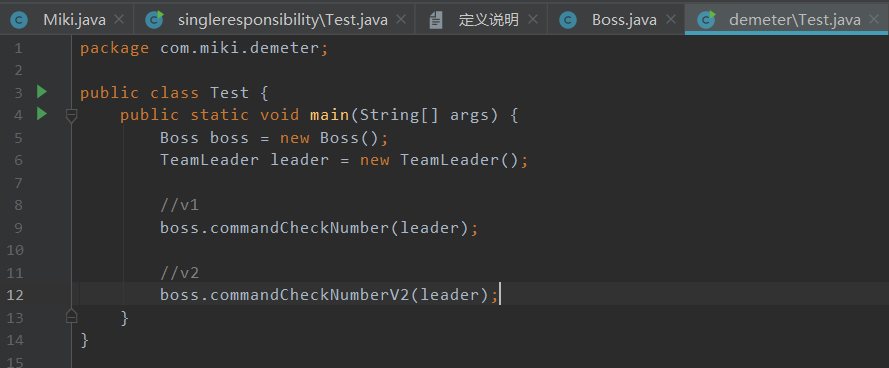 Miki.java × singleresponsibility\Test.java × 定义说明 × Boss.java × demeter\Test.java ×
1 package com.miki.demeter;
2
3 public class Test {
4 public static void main(String[] args) {
5 Boss boss = new Boss();
6 TeamLeader leader = new TeamLeader();
7
8 //v1
9 boss.commandCheckNumber(leader);
10
11 //v2
12 boss.commandCheckNumberV2(leader);
13 }
14 }
15